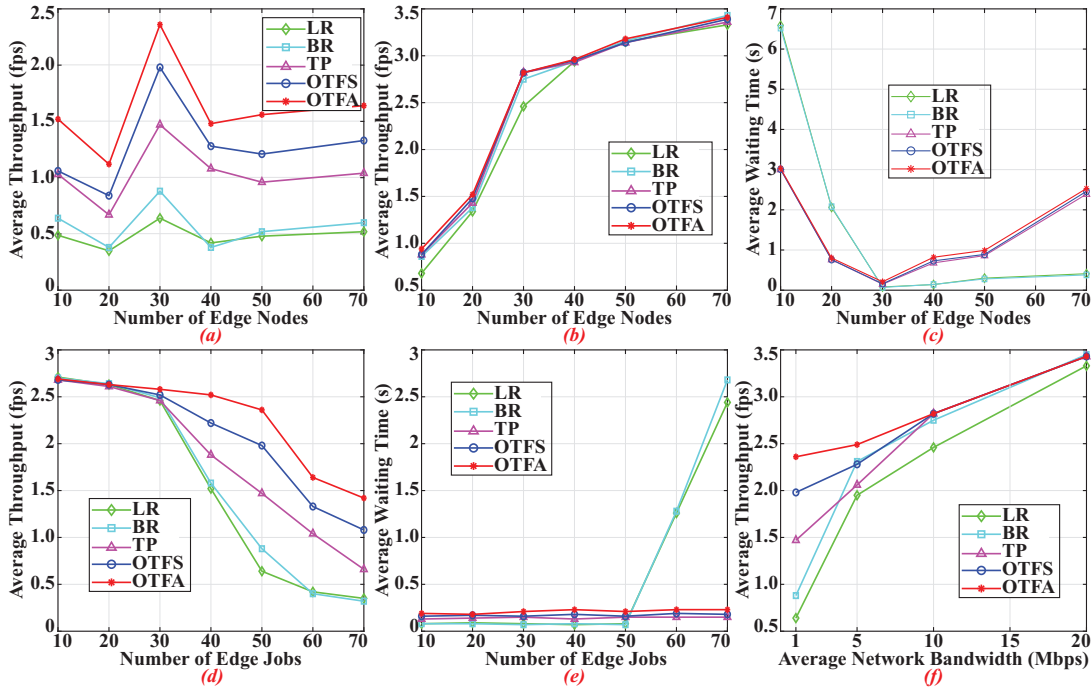 Average Throughput (fps)
2.5
2.0
1.5
1.0
0.5
0
10 20 30 40 50 60 70
Number of Edge Nodes
(a)
LR
BR
TP
OTFS
OTFA
Average Throughput (fps)
3.5
3.0
2.5
2.0
1.5
1.0
0.5
10 20 30 40 50 60 70
Number of Edge Nodes
(b)
LR
BR
TP
OTFS
OTFA
Average Waiting Time (s)
7
6
5
4
3
2
1
0
10 20 30 40 50 60 70
Number of Edge Nodes
(c)
LR
BR
TP
OTFS
OTFA
Average Throughput (fps)
3
2.5
2
1.5
1
0.5
0
10 20 30 40 50 60 70
Number of Edge Jobs
(d)
LR
BR
TP
OTFS
OTFA
Average Waiting Time (s)
3
2.5
2
1.5
1
0.5
0
10 20 30 40 50 60 70
Number of Edge Jobs
(e)
LR
BR
TP
OTFS
OTFA
Average Throughput (fps)
3.5
3.0
2.5
2.0
1.5
1.0
0.5
1 5 10 15 20
Average Network Bandwidth (Mbps)
(f)
LR
BR
TP
OTFS
OTFA